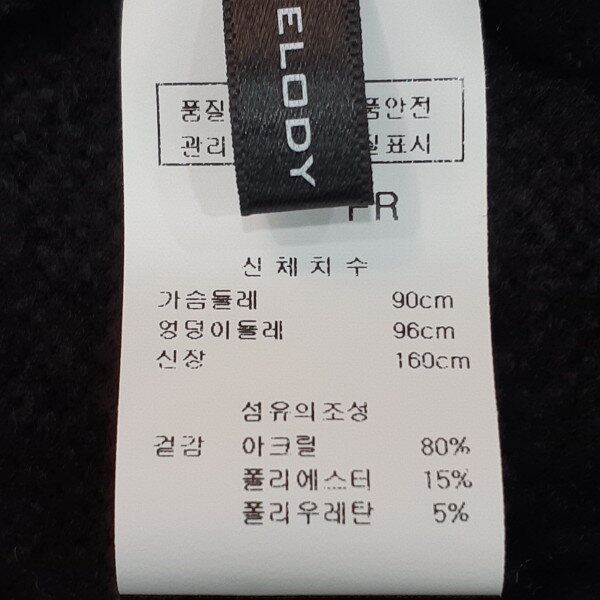 ELODY
품질 품안전
관리 질표시
FR
신체치수
가슴둘레 90cm
엉덩이둘레 96cm
신장 160cm
섬유의조성
겉감 아크릴 80%
폴리에스터 15%
폴리우레탄 5%